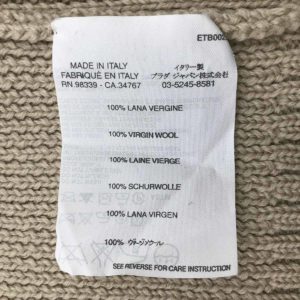 ETB002
MADE IN ITALY
FABRIQUÉ EN ITALY
RN 98339 - CA.34767
イタリー製
プラダ ジャパン株式会社
03-5245-8581
100% LANA VERGINE
100% VIRGIN WOOL
100% LAINE VIERGE
100% SCHURWOLLE
100% LANA VIRGEN
100% ヴァージンウール
SEE REVERSE FOR CARE INSTRUCTION